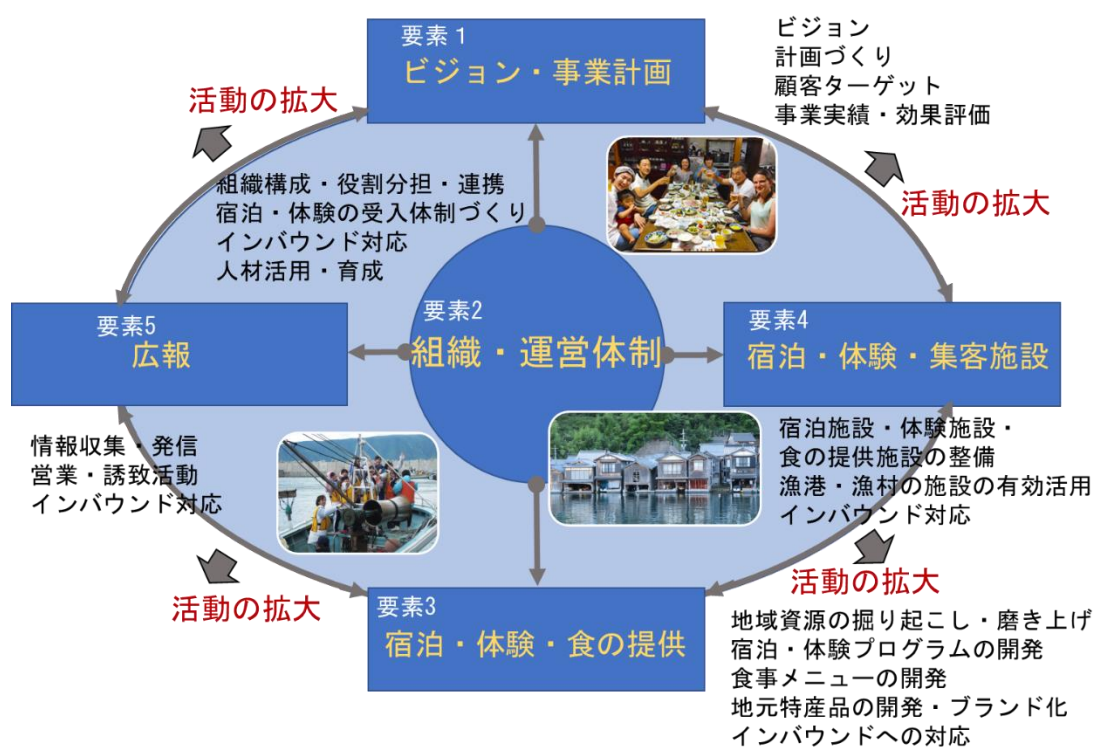 要素1
ビジョン・事業計画
ビジョン
計画づくり
顧客ターゲット
事業実績・効果評価
活動の拡大
活動の拡大
組織構成・役割分担・連携
宿泊・体験の受入体制づくり
インバウンド対応
人材活用・育成
要素2
組織・運営体制
要素5
広報
要素4
宿泊・体験・集客施設
情報収集・発信
営業・誘致活動
インバウンド対応
宿泊施設・体験施設・
食の提供施設の整備
漁港・漁村の施設の有効活用
インバウンド対応
活動の拡大
活動の拡大
要素3
宿泊・体験・食の提供
地域資源の掘り起こし・磨き上げ
宿泊・体験プログラムの開発
食事メニューの開発
地元特産品の開発・ブランド化
インバウンドへの対応